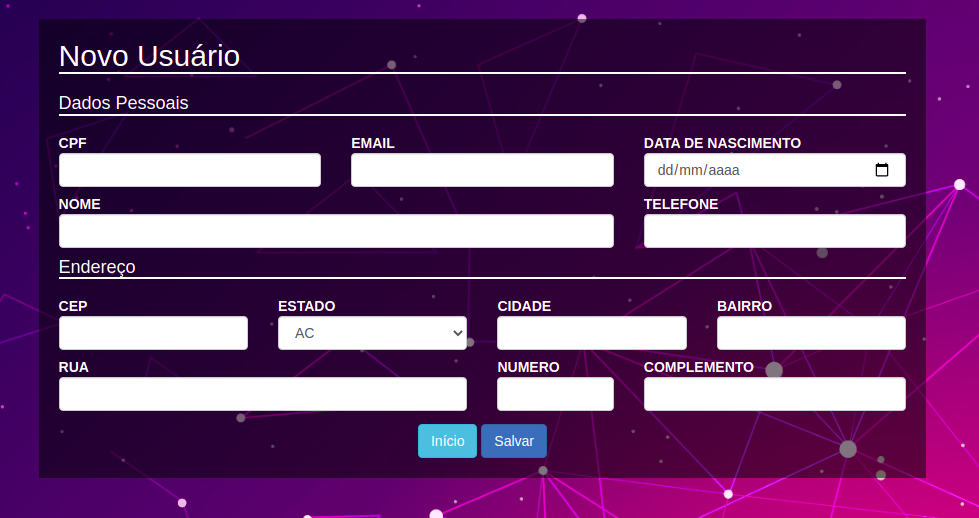 Novo Usuário
Dados Pessoais
CPF EMAIL DATA DE NASCIMENTO
dd/mm/aaaa
NOME TELEFONE
Endereço
CEP ESTADO CIDADE BAIRRO
AC
RUA NUMERO COMPLEMENTO
Início Salvar